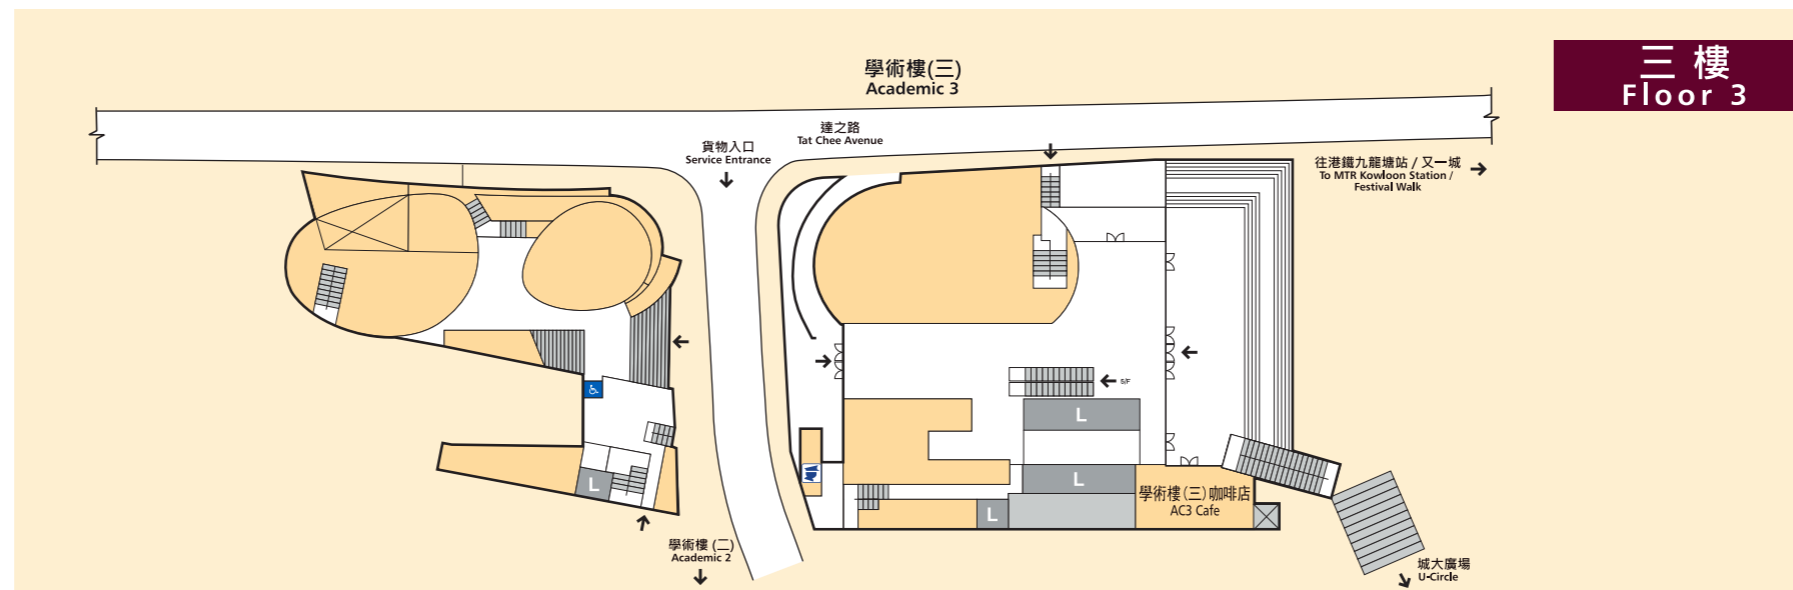 三樓
Floor 3
學術樓(三)
Academic 3
達之路
Tat Chee Avenue
貨物入口
Service Entrance
往港鐵九龍塘站 / 又一城
To MTR Kowloon Station /
Festival Walk
5/F
L
L
L
L
學術樓(三)咖啡店
AC3 Cafe
學術樓 (二)
Academic 2
城大廣場
U-Circle